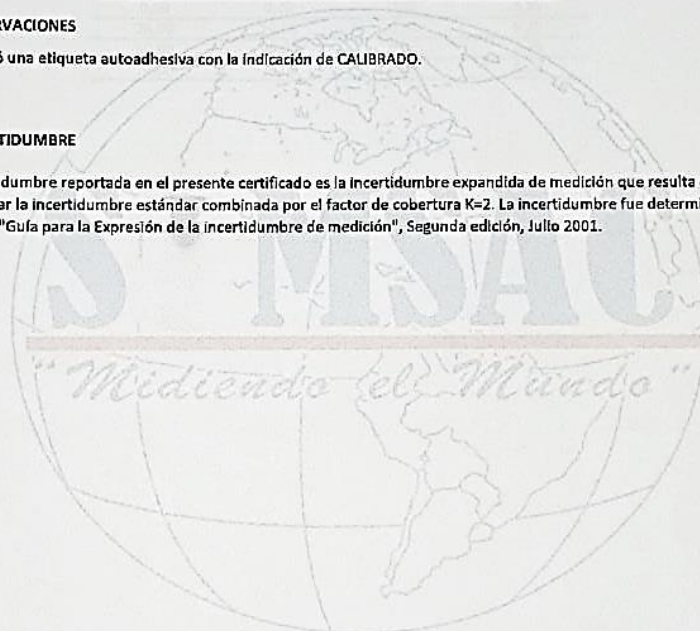 RVACIONES
ó una etiqueta autoadhesiva con la indicación de CALIBRADO.
TIDUMBRE
dumbre reportada en el presente certificado es la incertidumbre expandida de medición que resulta
ar la incertidumbre estándar combinada por el factor de cobertura K=2. La incertidumbre fue determi
"Guía para la Expresión de la incertidumbre de medición", Segunda edición, Julio 2001.
MSAC
"Midiendo el Mundo"